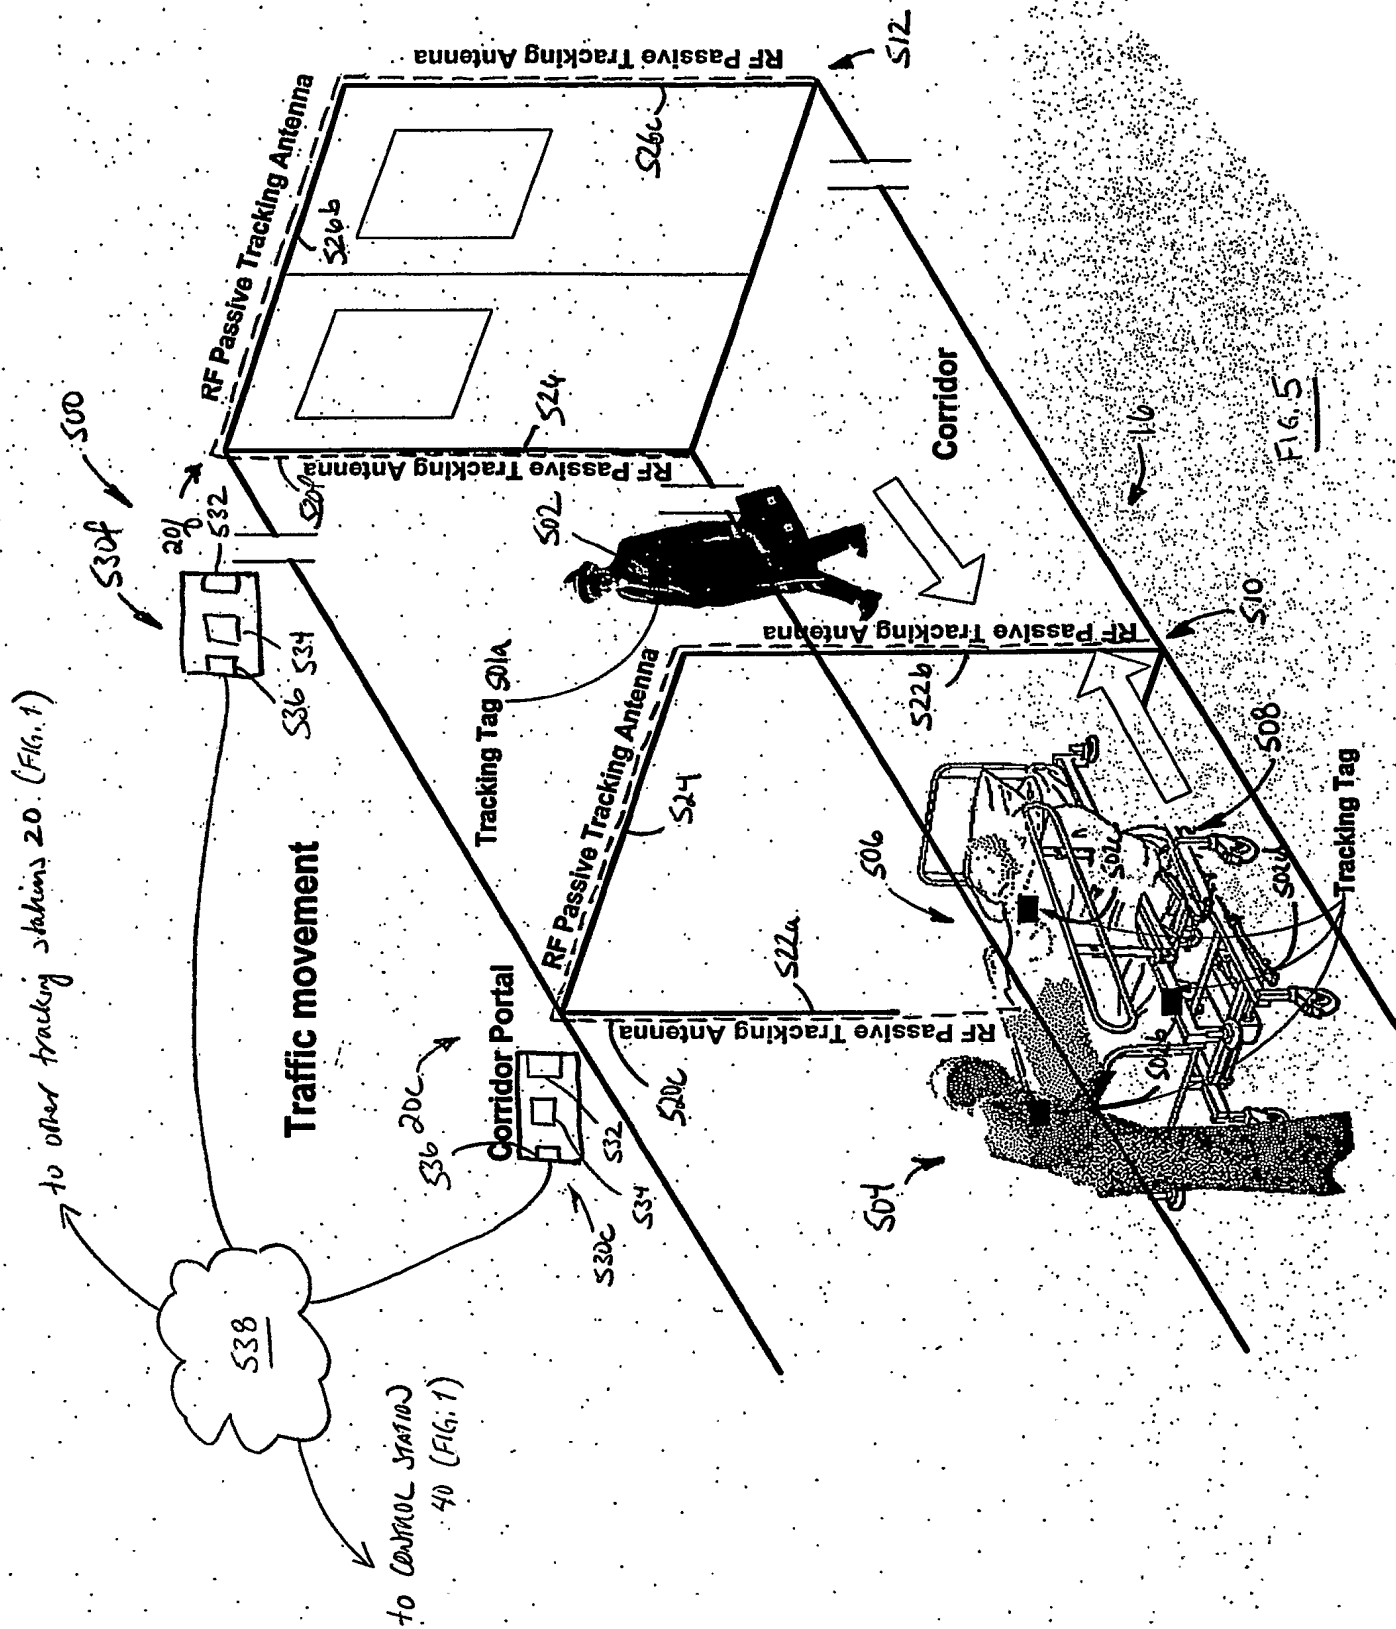 to other tracking stations 20 (FIG. 1)
530f
500
20f
532
536
534
RF Passive Tracking Antenna
526b
RF Passive Tracking Antenna
526c
512
520f
RF Passive Tracking Antenna
524
Traffic movement
538
to CONTROL STATION
40 (FIG. 1)
Tracking Tag 501A
502
Corridor
16
FIG. 5
20c
Corridor Portal
536
532
534
530c
RF Passive Tracking Antenna
524
RF Passive Tracking Antenna
522b
510
520c
RF Passive Tracking Antenna
522a
506
504
502c
508
502b
Tracking Tag